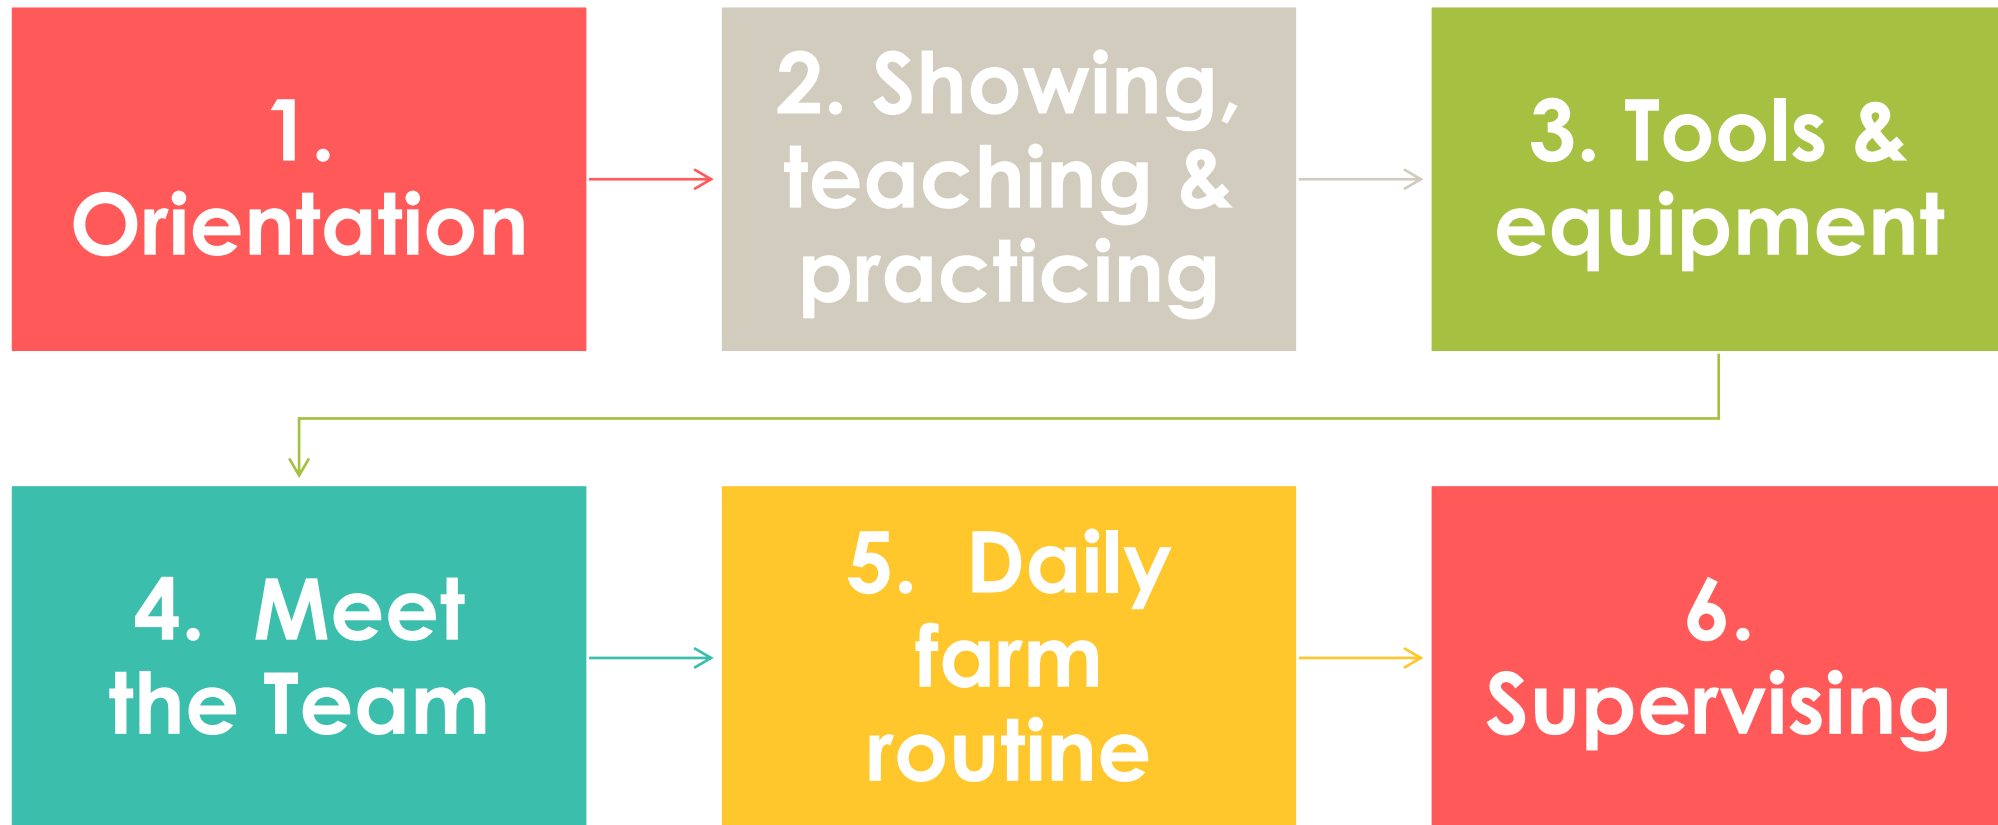 1.
Orientation
2. Showing,
teaching &
practicing
3. Tools &
equipment
4.  Meet
the Team
5.  Daily
farm
routine
6.
Supervising